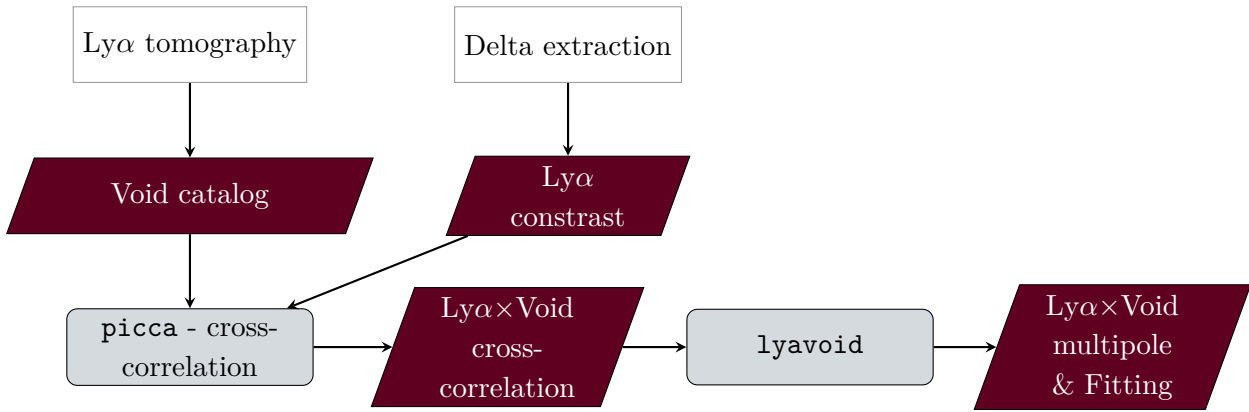 Lyα tomography
Delta extraction
Void catalog
Lyα
constrast
picca - cross-
correlation
Lyα×Void
cross-
correlation
lyavoid
Lyα×Void
multipole
& Fitting